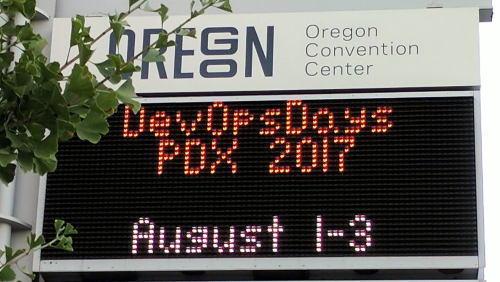 OREGON
Oregon
Convention
Center
DevOpsDays
PDX 2017
August 1-3